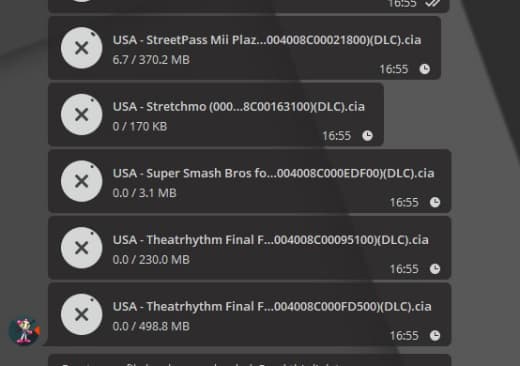 16:55
USA - StreetPass Mii Plaz...004008C00021800)(DLC).cia
6.7 / 370.2 MB
16:55
USA - Stretchmo (000...8C00163100)(DLC).cia
0 / 170 KB
16:55
USA - Super Smash Bros fo...004008C000EDF00)(DLC).cia
0.0 / 3.1 MB
16:55
USA - Theatrhythm Final F...004008C00095100)(DLC).cia
0.0 / 230.0 MB
16:55
USA - Theatrhythm Final F...004008C000FD500)(DLC).cia
0.0 / 498.8 MB
16:55